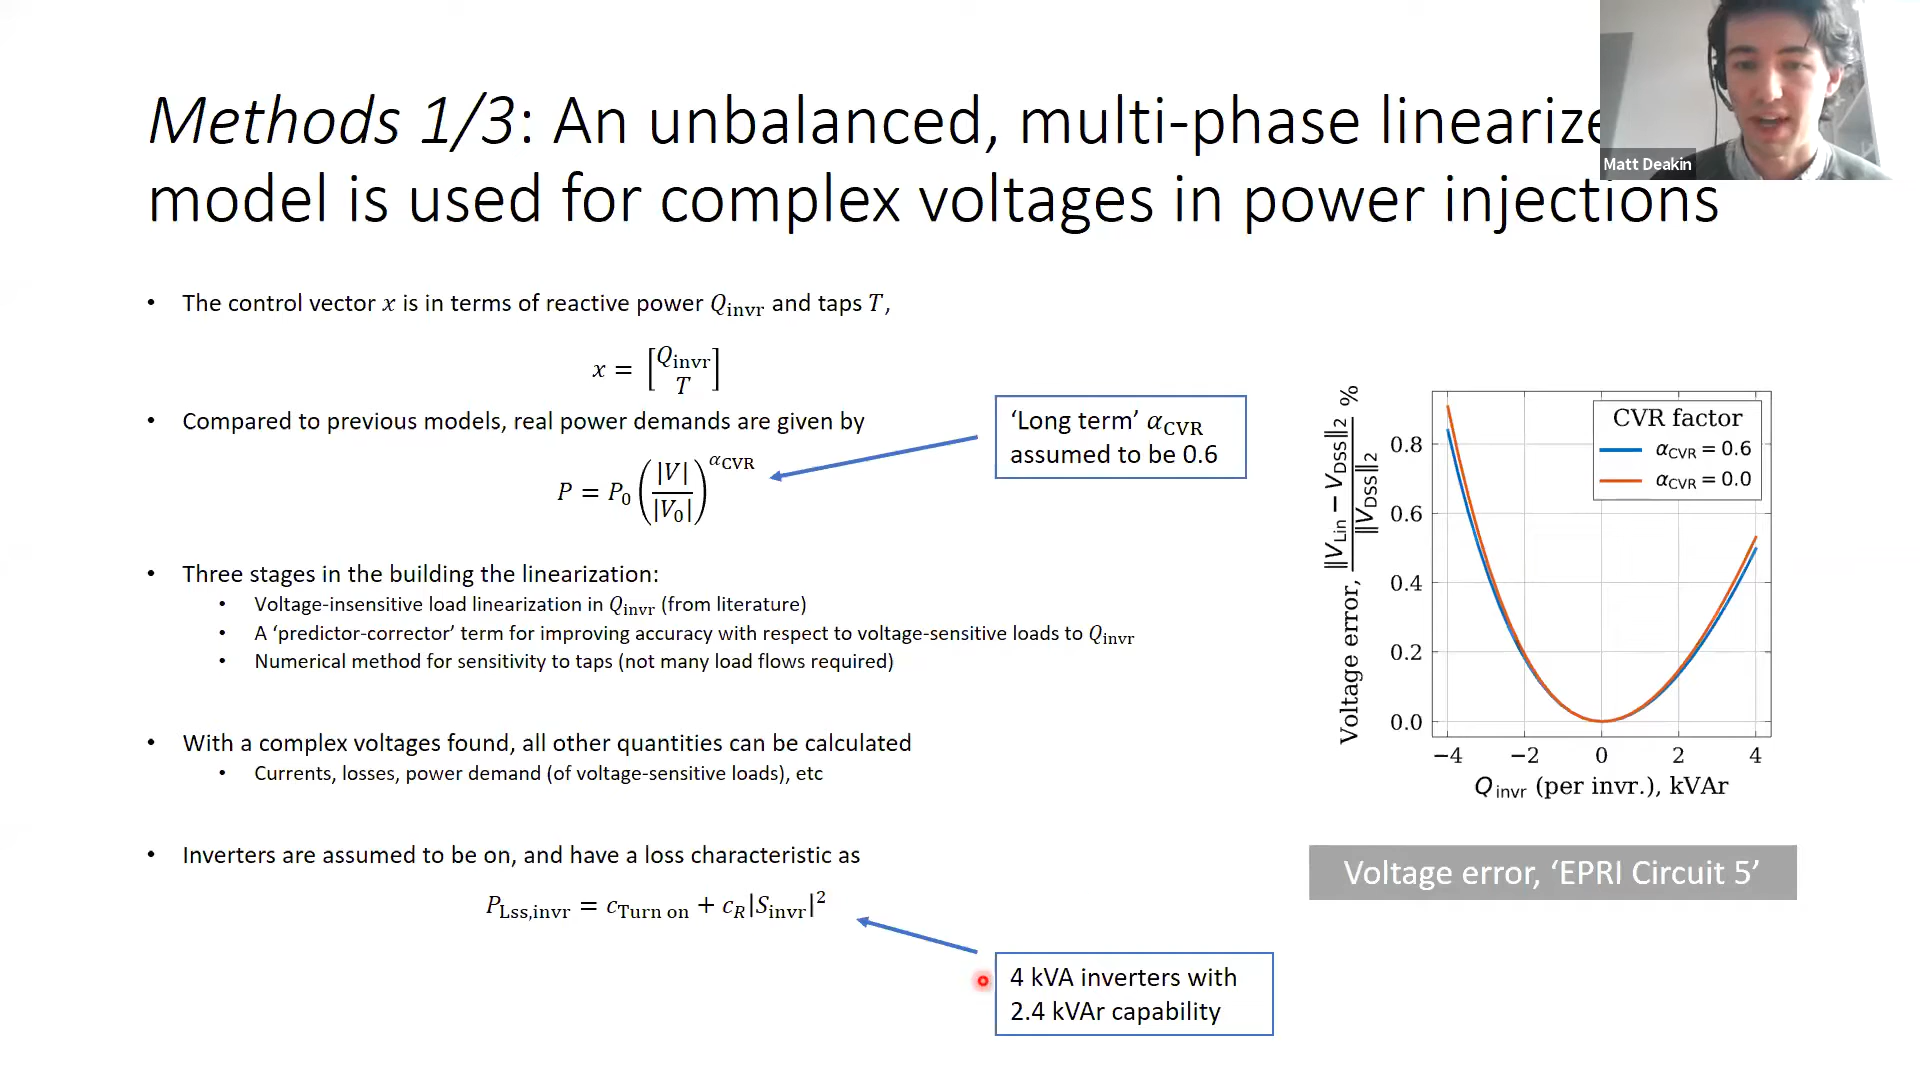 Methods 1/3: An unbalanced, multi-phase linearize
model is used for complex voltages in power injections
Matt Deakin
• The control vector x is in terms of reactive power Q_invr and taps T,
x = [Q_invr
T]
• Compared to previous models, real power demands are given by
P = P_0 (|V| / |V_0|)^α_CVR
'Long term' α_CVR
assumed to be 0.6
• Three stages in the building the linearization:
• Voltage-insensitive load linearization in Q_invr (from literature)
• A 'predictor-corrector' term for improving accuracy with respect to voltage-sensitive loads to Q_invr
• Numerical method for sensitivity to taps (not many load flows required)
• With a complex voltages found, all other quantities can be calculated
• Currents, losses, power demand (of voltage-sensitive loads), etc
• Inverters are assumed to be on, and have a loss characteristic as
P_Lss,invr = c_Turn on + c_R|S_invr|^2
4 kVA inverters with
2.4 kVAr capability
Voltage error, ‖V_Lin − V_DSS‖_2 / ‖V_DSS‖_2 %
CVR factor
α_CVR = 0.6
α_CVR = 0.0
0.8
0.6
0.4
0.2
0.0
−4 −2 0 2 4
Q_invr (per invr.), kVAr
Voltage error, 'EPRI Circuit 5'